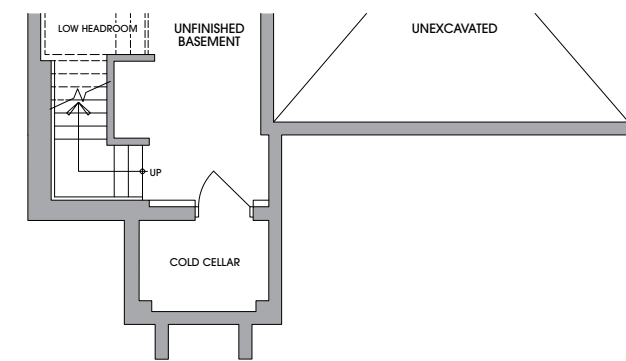 LOW HEADROOM
UNFINISHED
BASEMENT
UNEXCAVATED
UP
COLD CELLAR